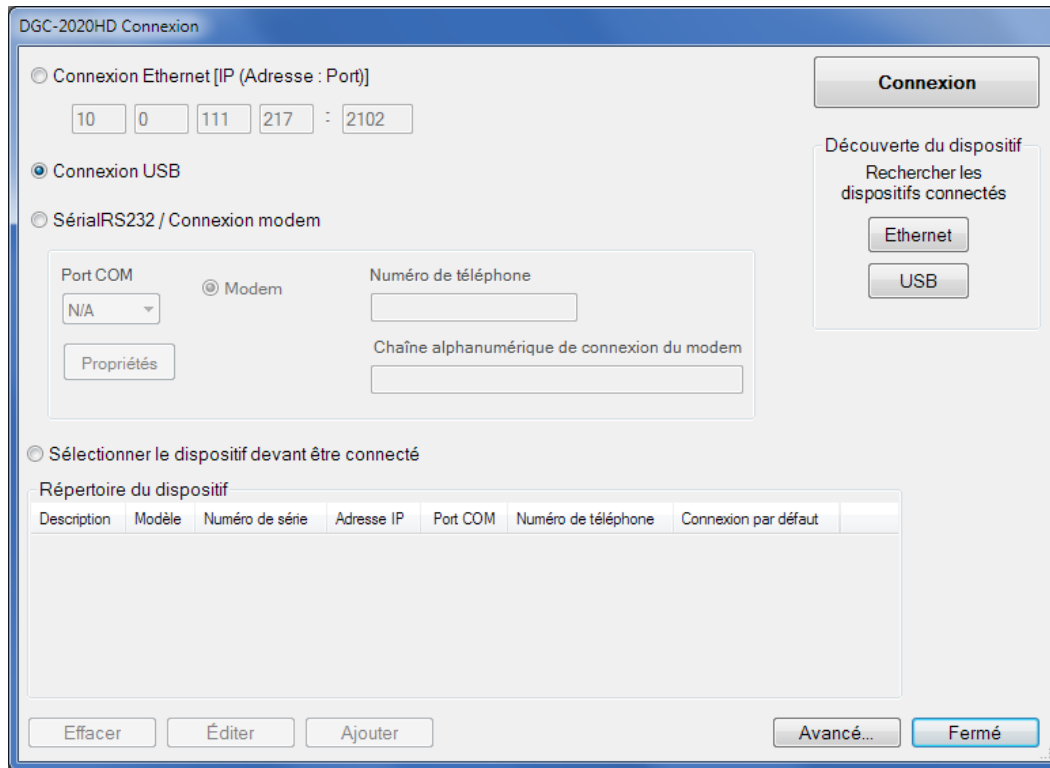 DGC-2020HD Connexion
Connexion Ethernet [IP (Adresse : Port)]
10 0 111 217 : 2102
Connexion
Connexion USB
Découverte du dispositif
Rechercher les
dispositifs connectés
Ethernet
USB
SérialRS232 / Connexion modem
Port COM
Modem
Numéro de téléphone
N/A
Propriétés
Chaîne alphanumérique de connexion du modem
Sélectionner le dispositif devant être connecté
Répertoire du dispositif
Description Modèle Numéro de série Adresse IP Port COM Numéro de téléphone Connexion par défaut
Effacer Éditer Ajouter Avancé... Fermé